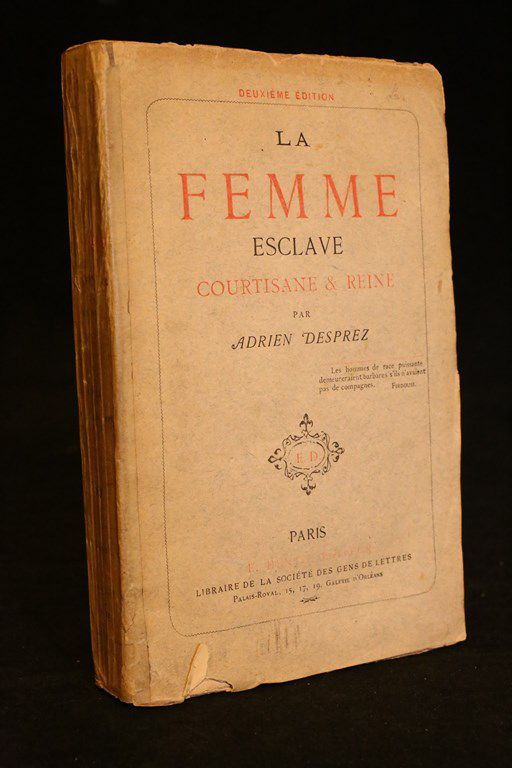 DEUXIÈME ÉDITION
LA
FEMME
ESCLAVE
COURTISANE & REINE
PAR
ADRIEN DESPREZ
Les hommes de race puissante
demeureraient barbares s'ils n'avaient
pas de compagnes. FIRDOUSI.
E. D.
PARIS
LIBRAIRE DE LA SOCIÉTÉ DES GENS DE LETTRES
PALAIS-ROYAL, 15, 17, 19, GALERIE D'ORLÉANS